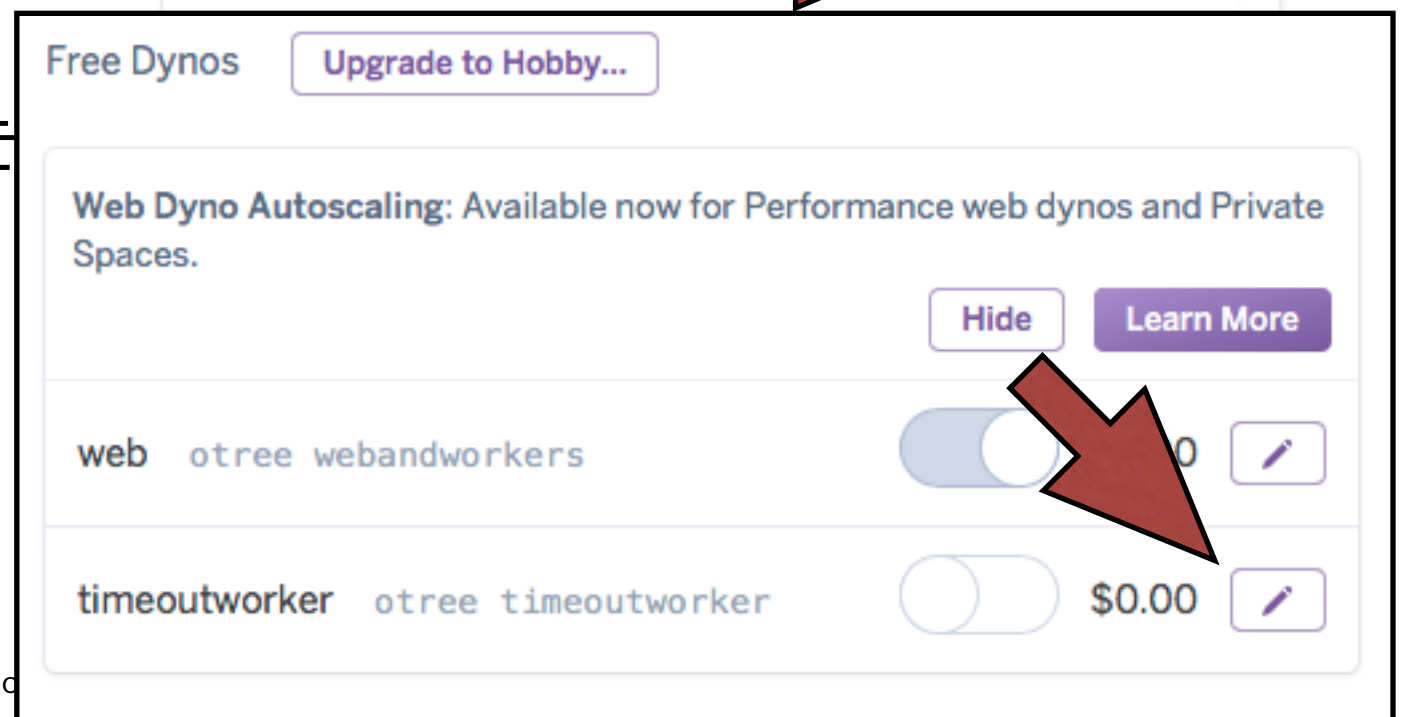 Free Dynos Upgrade to Hobby...
Web Dyno Autoscaling: Available now for Performance web dynos and Private
Spaces.
Hide Learn More
web otree webandworkers
timeoutworker otree timeoutworker $0.00